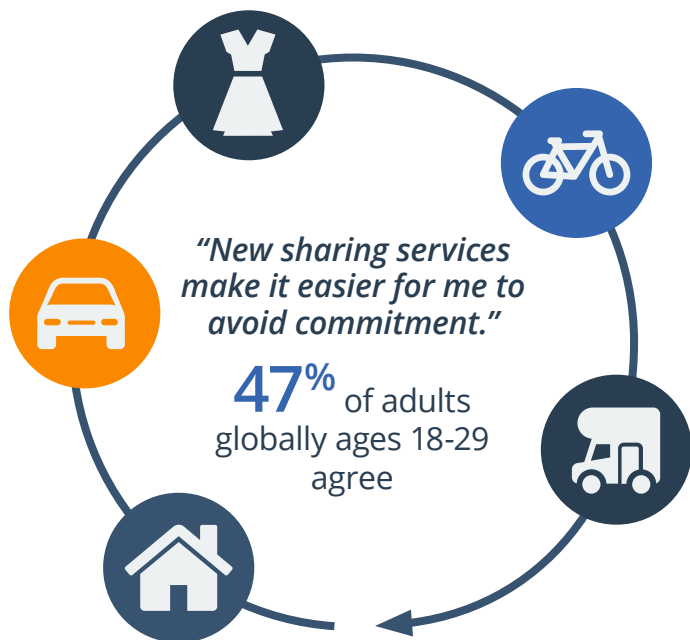 “New sharing services
make it easier for me to
avoid commitment.”
47% of adults
globally ages 18-29
agree